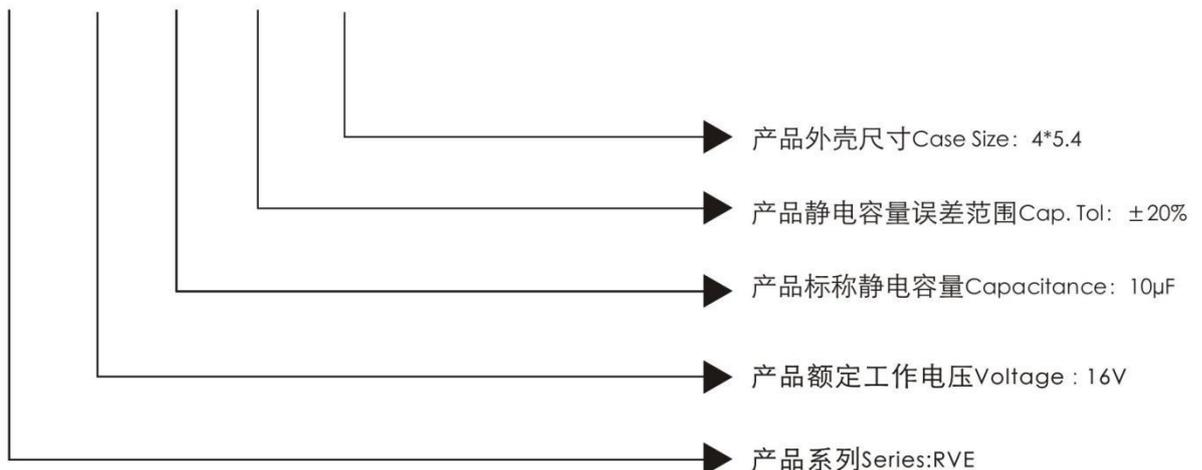 产品外壳尺寸Case Size: 4*5.4
产品静电容量误差范围Cap. Tol: ±20%
产品标称静电容量Capacitance: 10µF
产品额定工作电压Voltage : 16V
产品系列Series:RVE